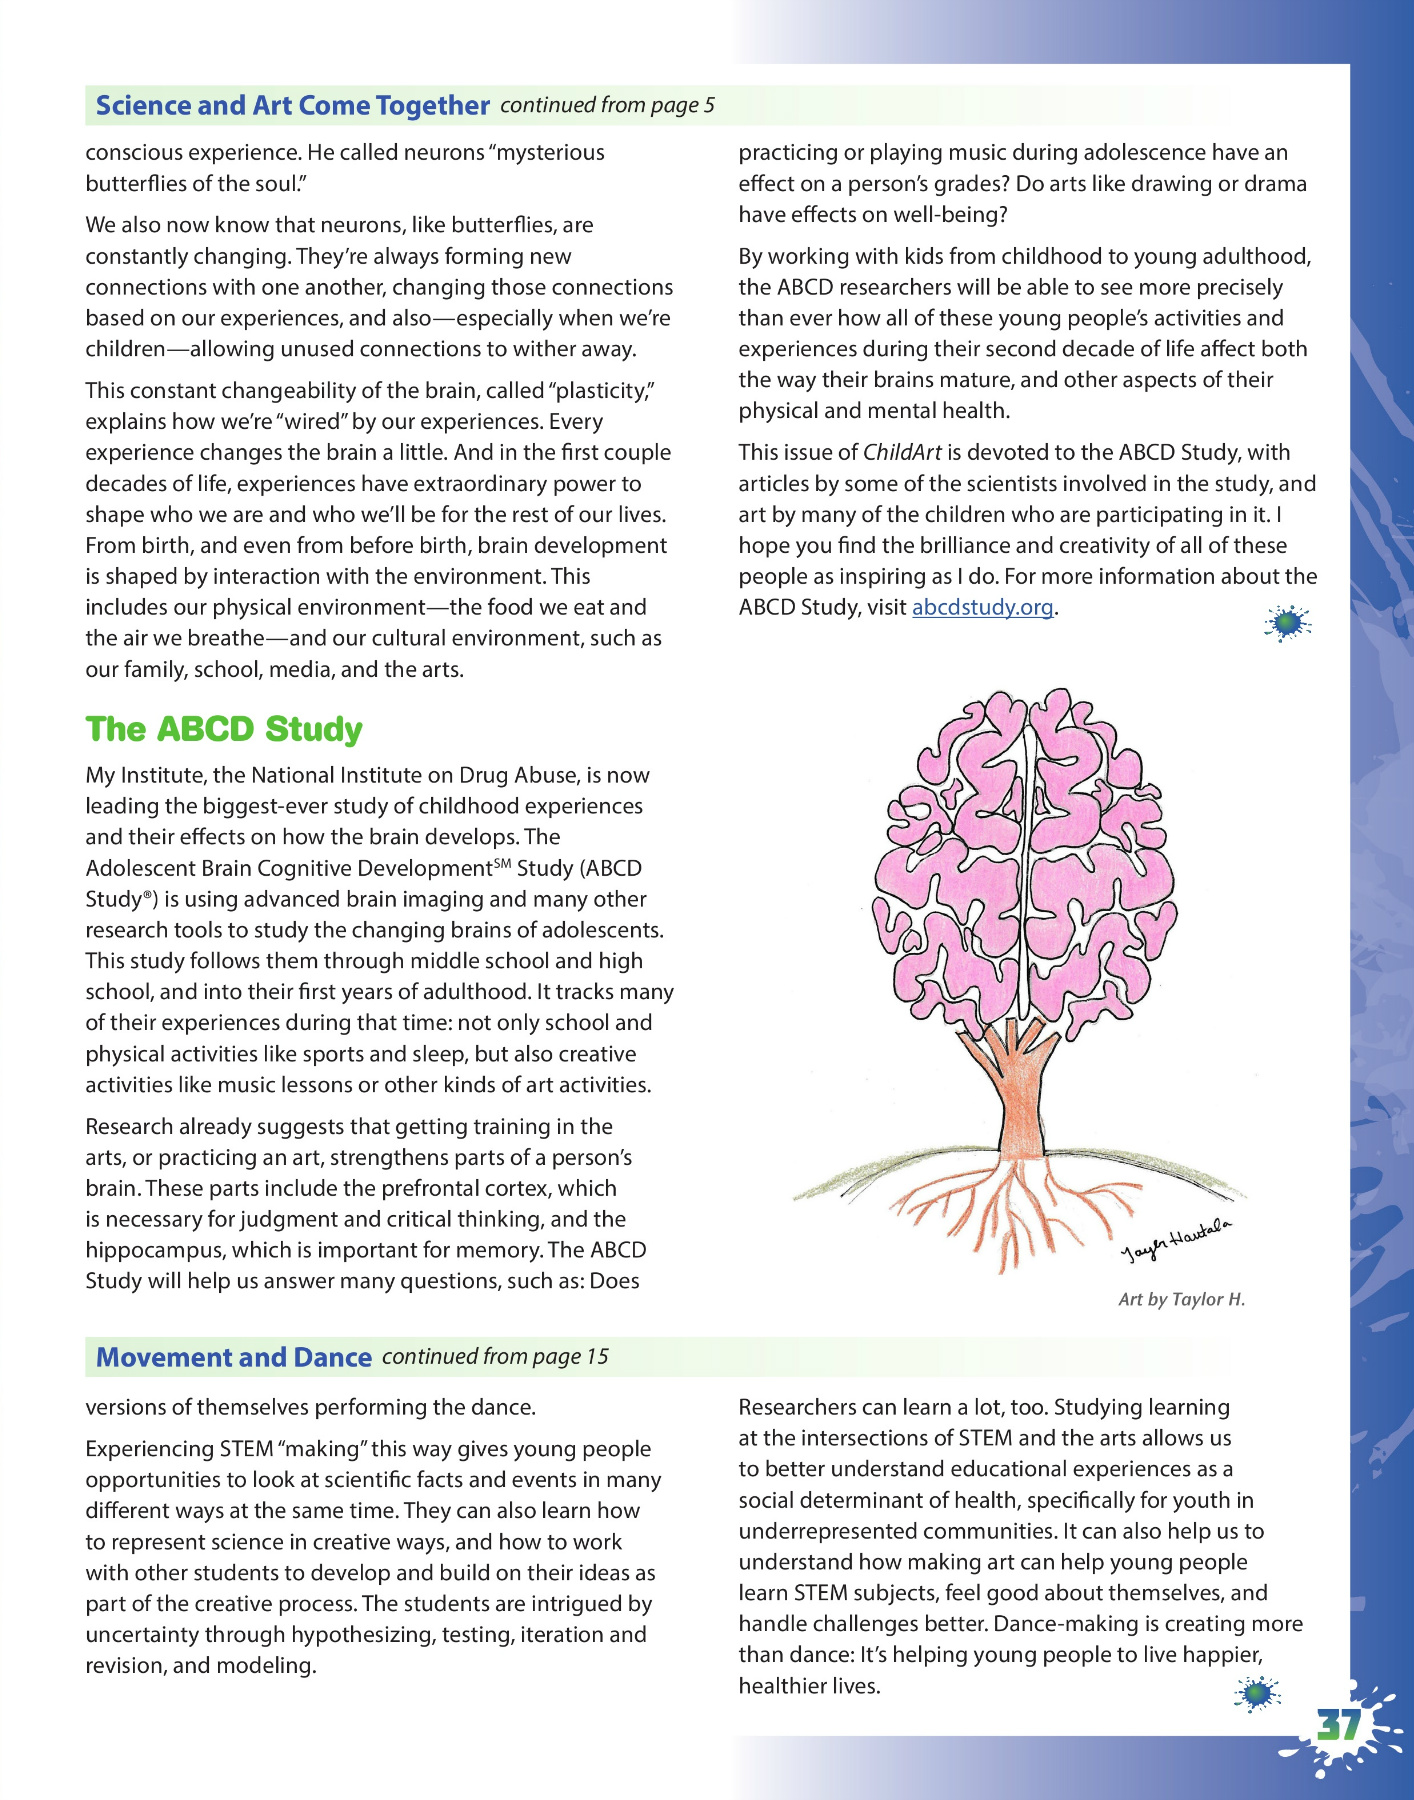 Science and Art Come Together continued from page 5
conscious experience. He called neurons “mysterious
butterflies of the soul.”
We also now know that neurons, like butterflies, are
constantly changing. They’re always forming new
connections with one another, changing those connections
based on our experiences, and also—especially when we’re
children—allowing unused connections to wither away.
This constant changeability of the brain, called “plasticity,”
explains how we’re “wired” by our experiences. Every
experience changes the brain a little. And in the first couple
decades of life, experiences have extraordinary power to
shape who we are and who we’ll be for the rest of our lives.
From birth, and even from before birth, brain development
is shaped by interaction with the environment. This
includes our physical environment—the food we eat and
the air we breathe—and our cultural environment, such as
our family, school, media, and the arts.
The ABCD Study
My Institute, the National Institute on Drug Abuse, is now
leading the biggest-ever study of childhood experiences
and their effects on how the brain develops. The
Adolescent Brain Cognitive Development℠ Study (ABCD
Study®) is using advanced brain imaging and many other
research tools to study the changing brains of adolescents.
This study follows them through middle school and high
school, and into their first years of adulthood. It tracks many
of their experiences during that time: not only school and
physical activities like sports and sleep, but also creative
activities like music lessons or other kinds of art activities.
Research already suggests that getting training in the
arts, or practicing an art, strengthens parts of a person’s
brain. These parts include the prefrontal cortex, which
is necessary for judgment and critical thinking, and the
hippocampus, which is important for memory. The ABCD
Study will help us answer many questions, such as: Does
practicing or playing music during adolescence have an
effect on a person’s grades? Do arts like drawing or drama
have effects on well-being?
By working with kids from childhood to young adulthood,
the ABCD researchers will be able to see more precisely
than ever how all of these young people’s activities and
experiences during their second decade of life affect both
the way their brains mature, and other aspects of their
physical and mental health.
This issue of ChildArt is devoted to the ABCD Study, with
articles by some of the scientists involved in the study, and
art by many of the children who are participating in it. I
hope you find the brilliance and creativity of all of these
people as inspiring as I do. For more information about the
ABCD Study, visit abcdstudy.org.
Taylor Hautala
Art by Taylor H.
Movement and Dance continued from page 15
versions of themselves performing the dance.
Experiencing STEM “making” this way gives young people
opportunities to look at scientific facts and events in many
different ways at the same time. They can also learn how
to represent science in creative ways, and how to work
with other students to develop and build on their ideas as
part of the creative process. The students are intrigued by
uncertainty through hypothesizing, testing, iteration and
revision, and modeling.
Researchers can learn a lot, too. Studying learning
at the intersections of STEM and the arts allows us
to better understand educational experiences as a
social determinant of health, specifically for youth in
underrepresented communities. It can also help us to
understand how making art can help young people
learn STEM subjects, feel good about themselves, and
handle challenges better. Dance-making is creating more
than dance: It’s helping young people to live happier,
healthier lives.
37